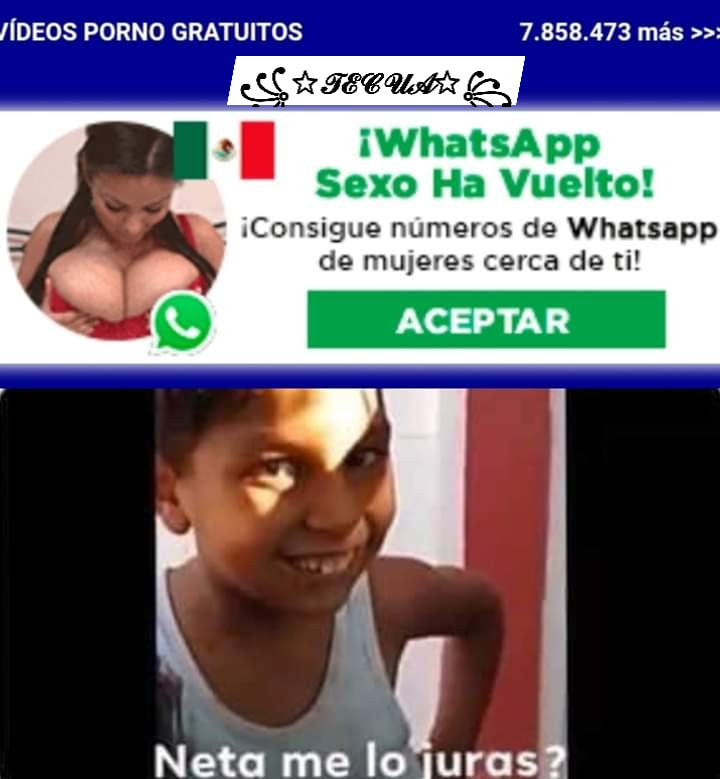 VÍDEOS PORNO GRATUITOS 7.858.473 más >>>
☆TECUA☆
¡WhatsApp
Sexo Ha Vuelto!
¡Consigue números de Whatsapp
de mujeres cerca de ti!
ACEPTAR
Neta me lo juras?